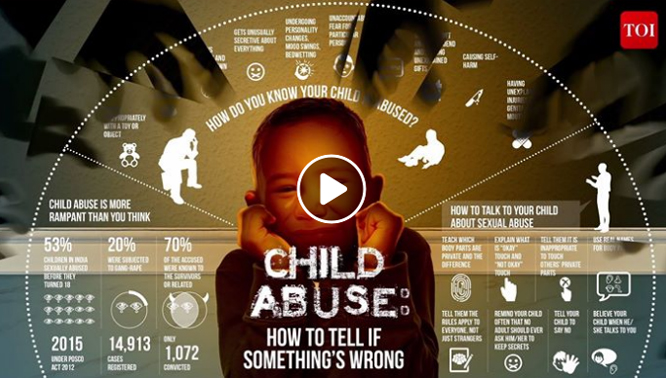 TOI
GETS UNUSUALLY
SECRETIVE ABOUT
EVERYTHING
UNDERGOING
PERSONALITY
CHANGES,
MOOD SWINGS,
BEDWETTING
FEAR
PERSON
GIFTS
CAUSING SELF-
HARM
HAVING
WITH A TOY OR
OBJECT
HOW DO YOU KNOW YOUR CHILD ABUSED?
CHILD ABUSE IS MORE
RAMPANT THAN YOU THINK
53%
CHILDREN IN INDIA
SEXUALLY ABUSED
BEFORE THEY
TURNED 18
20%
WERE SUBJECTED
TO GANG-RAPE
70%
OF THE ACCUSED
WERE KNOWN TO
THE SURVIVORS
OR RELATED
2015
UNDER POSCO
ACT 2012
14,913
CASES
REGISTERED
ONLY
1,072
CONVICTED
CHILD
ABUSE:
HOW TO TELL IF
SOMETHING'S WRONG
HOW TO TALK TO YOUR CHILD
ABOUT SEXUAL ABUSE
TEACH WHICH
BODY PARTS ARE
PRIVATE AND THE
DIFFERENCE
EXPLAIN WHAT
IS "OKAY"
TOUCH AND
"NOT OKAY"
TOUCH
TELL THEM IT IS
INAPPROPRIATE
TO TOUCH
OTHERS' PRIVATE
PARTS
USE REAL NAMES
FOR
TELL THEM THE
RULES APPLY TO
EVERYONE, NOT
JUST STRANGERS
REMIND YOUR CHILD
OFTEN THAT NO
ADULT SHOULD EVER
ASK HIM/HER TO
KEEP SECRETS
TELL YOUR
CHILD TO
SAY NO
BELIEVE YOUR
CHILD WHEN HE/
SHE TALKS TO YOU